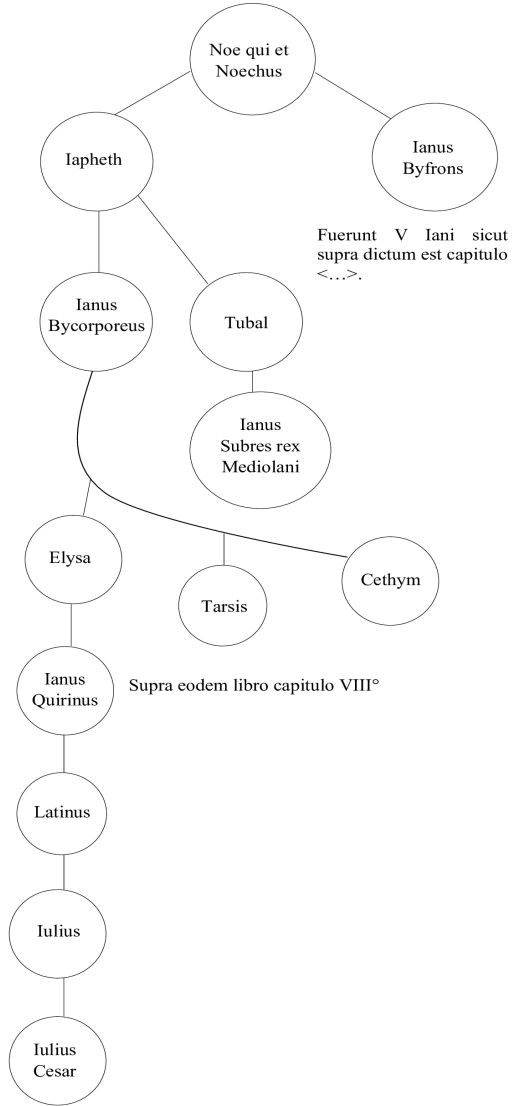 Noe qui et
Noechus
Iapheth
Ianus
Byfrons
Fuerunt V Iani sicut
supra dictum est capitulo
<…>.
Ianus
Bycorporeus
Tubal
Ianus
Subres rex
Mediolani
Elysa
Tarsis
Cethym
Ianus
Quirinus
Supra eodem libro capitulo VIII°
Latinus
Iulius
Iulius
Cesar